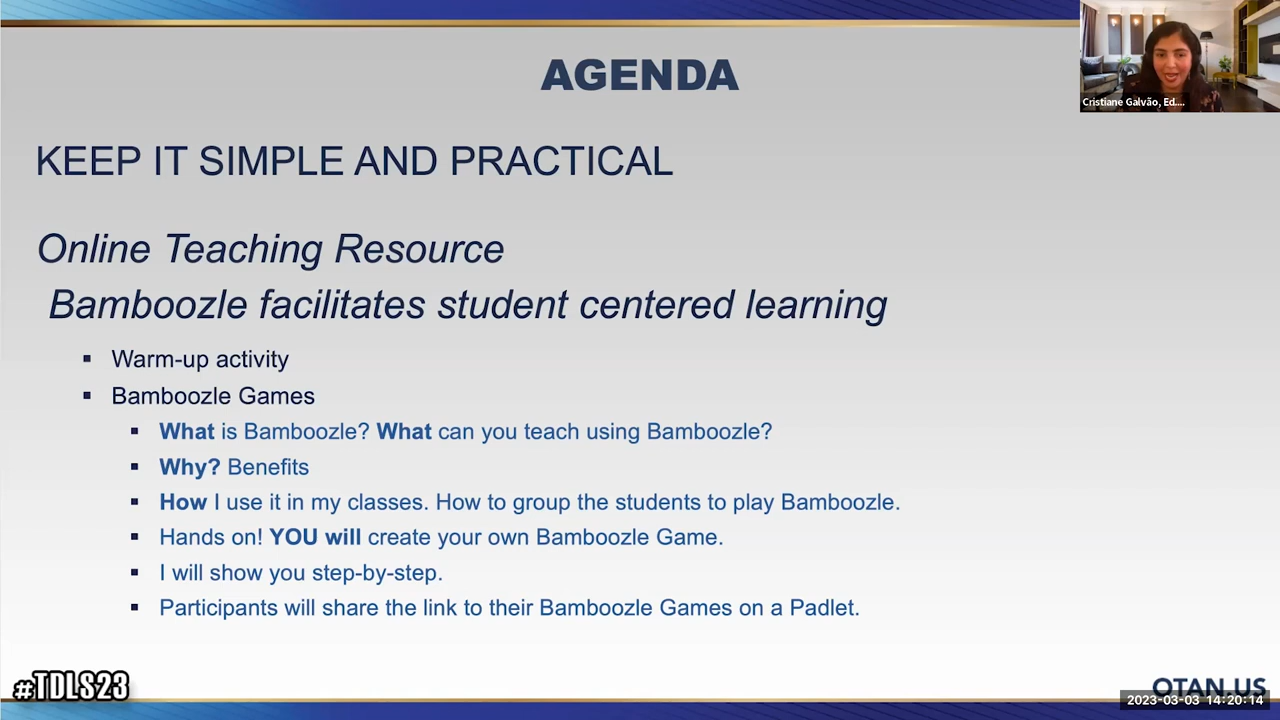 AGENDA
Cristiane Galvão, Ed....
KEEP IT SIMPLE AND PRACTICAL
Online Teaching Resource
Bamboozle facilitates student centered learning
▪ Warm-up activity
▪ Bamboozle Games
▪ What is Bamboozle? What can you teach using Bamboozle?
▪ Why? Benefits
▪ How I use it in my classes. How to group the students to play Bamboozle.
▪ Hands on! YOU will create your own Bamboozle Game.
▪ I will show you step-by-step.
▪ Participants will share the link to their Bamboozle Games on a Padlet.
#TDLS23
OTAN.US
2023-03-03 14:20:14